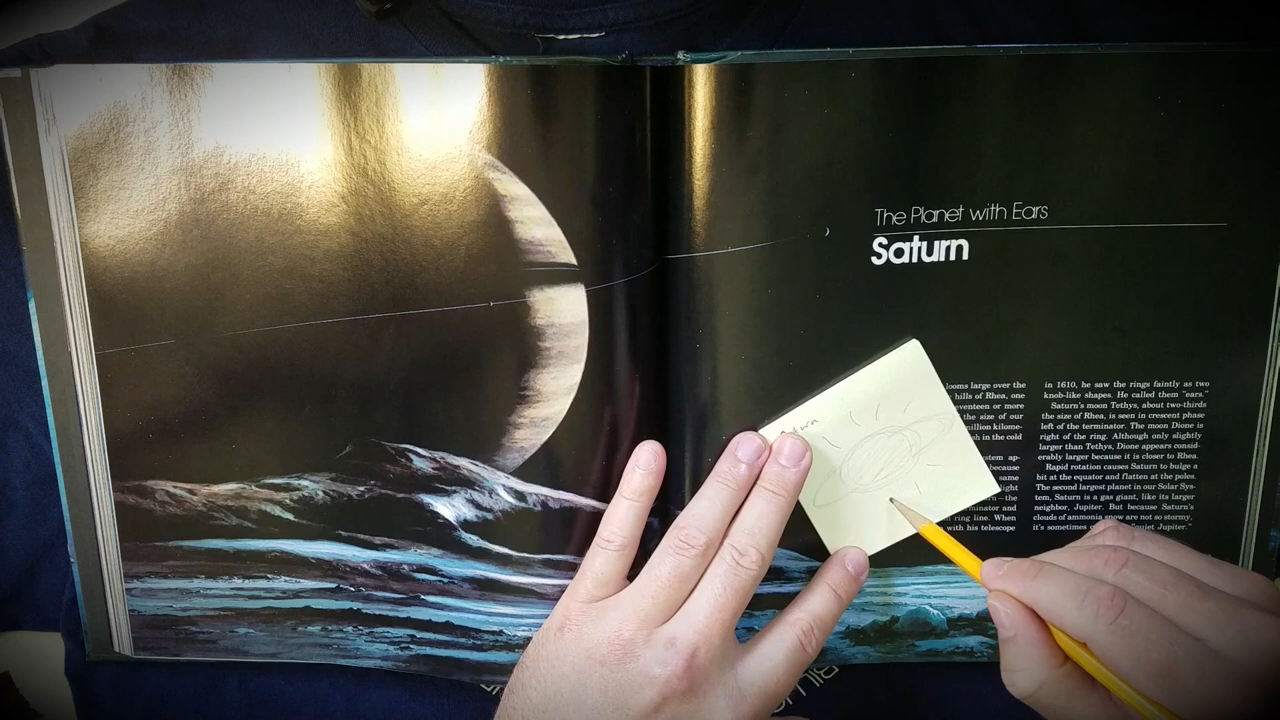 The Planet with Ears
Saturn
looms large over the
hills of Rhea, one
seventeen or more
the size of our
million kilome-
sh in the cold
stem ap-
because
same
light
n—the
minator and
ring line. When
with his telescope
in 1610, he saw the rings faintly as two
knob-like shapes. He called them "ears."
Saturn's moon Tethys, about two-thirds
the size of Rhea, is seen in crescent phase
left of the terminator. The moon Dione is
right of the ring. Although only slightly
larger than Tethys, Dione appears consid-
erably larger because it is closer to Rhea.
Rapid rotation causes Saturn to bulge a
bit at the equator and flatten at the poles.
The second largest planet in our Solar Sys-
tem, Saturn is a gas giant, like its larger
neighbor, Jupiter. But because Saturn's
clouds of ammonia snow are not so stormy,
it's sometimes "quiet Jupiter."